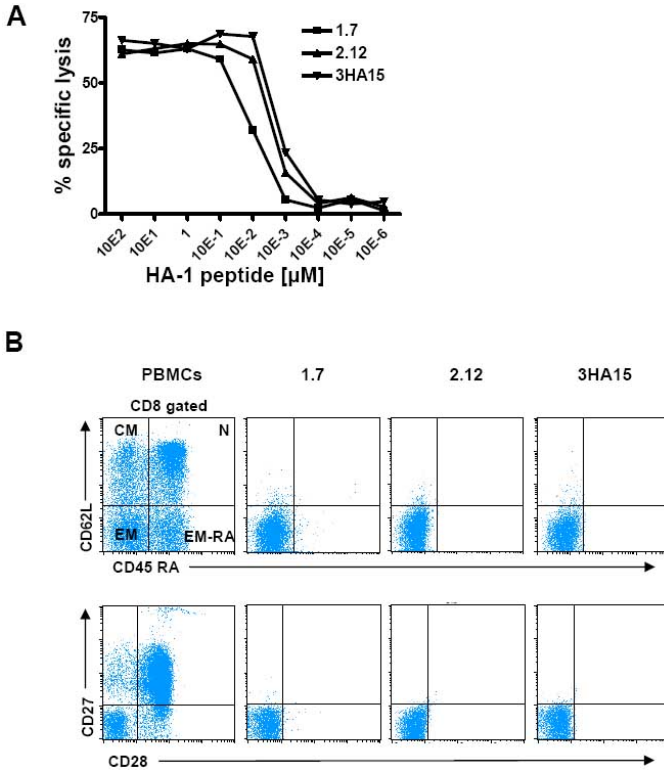 A
75
50
25
0
% specific lysis
1.7
2.12
3HA15
10E2
10E1
1
10E-1
10E-2
10E-3
10E-4
10E-5
10E-6
HA-1 peptide [µM]
B
PBMCs
1.7
2.12
3HA15
CD8 gated
CM
N
EM
EM-RA
CD62L
CD45 RA
CD27
CD28